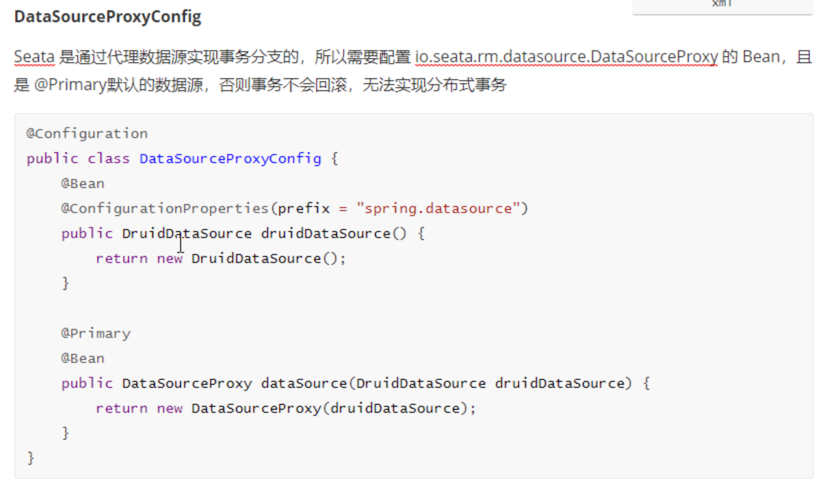 xml
DataSourceProxyConfig
Seata 是通过代理数据源实现事务分支的，所以需要配置 io.seata.rm.datasource.DataSourceProxy 的 Bean，且
是 @Primary默认的数据源，否则事务不会回滚，无法实现分布式事务
@Configuration
public class DataSourceProxyConfig {
    @Bean
    @ConfigurationProperties(prefix = "spring.datasource")
    public DruidDataSource druidDataSource() {
        return new DruidDataSource();
    }

    @Primary
    @Bean
    public DataSourceProxy dataSource(DruidDataSource druidDataSource) {
        return new DataSourceProxy(druidDataSource);
    }
}